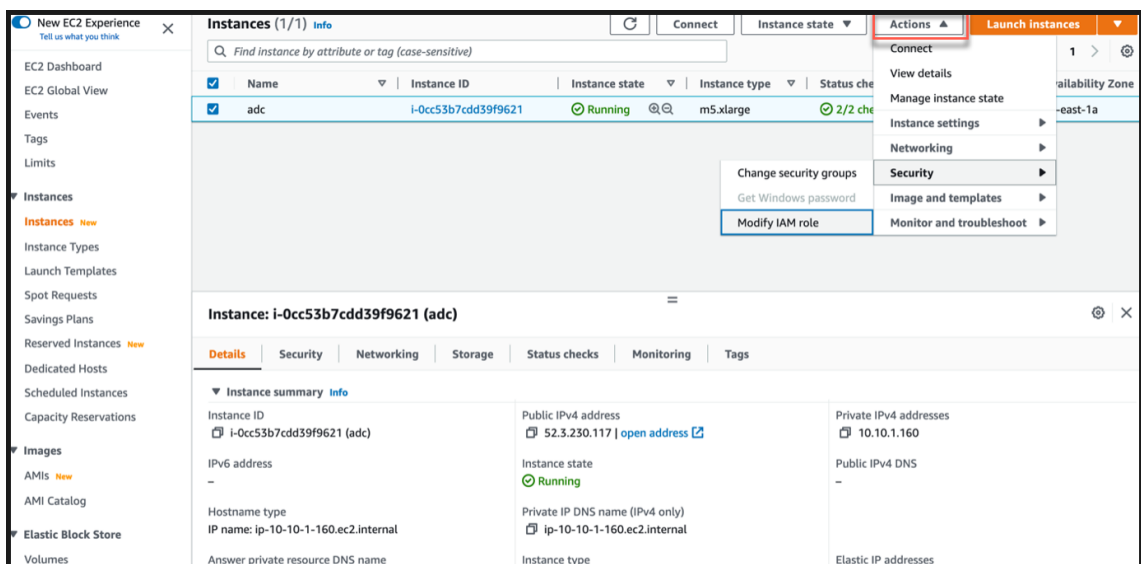 New EC2 Experience
Tell us what you think
EC2 Dashboard
EC2 Global View
Events
Tags
Limits
Instances
Instances New
Instance Types
Launch Templates
Spot Requests
Savings Plans
Reserved Instances New
Dedicated Hosts
Scheduled Instances
Capacity Reservations
Images
AMIs New
AMI Catalog
Elastic Block Store
Volumes
Instances (1/1) Info
Connect
Instance state
Actions
Launch instances
Find instance by attribute or tag (case-sensitive)
1
Name Instance ID Instance state Instance type Status che vailability Zone
adc i-0cc53b7cdd39f9621 Running m5.xlarge 2/2 che -east-1a
Connect
View details
Manage instance state
Instance settings
Networking
Security
Image and templates
Monitor and troubleshoot
Change security groups
Get Windows password
Modify IAM role
Instance: i-0cc53b7cdd39f9621 (adc)
Details Security Networking Storage Status checks Monitoring Tags
Instance summary Info
Instance ID
i-0cc53b7cdd39f9621 (adc)
Public IPv4 address
52.3.230.117 | open address
Private IPv4 addresses
10.10.1.160
IPv6 address
–
Instance state
Running
Public IPv4 DNS
–
Hostname type
IP name: ip-10-10-1-160.ec2.internal
Private IP DNS name (IPv4 only)
ip-10-10-1-160.ec2.internal
Answer private resource DNS name
Instance type
Elastic IP addresses